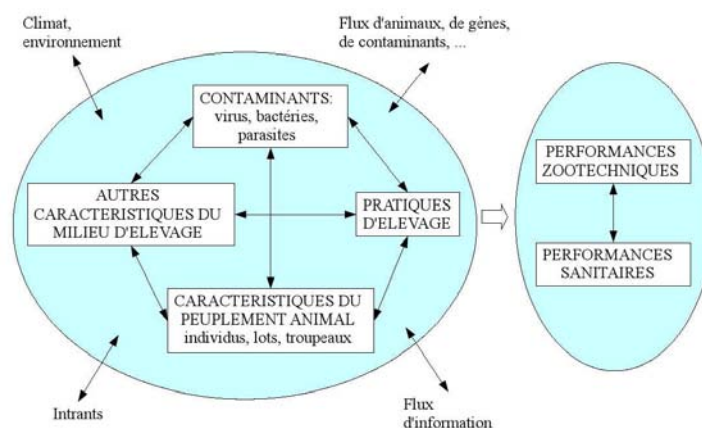 Climat,
environnement
Flux d'animaux, de gènes,
de contaminants, ...
CONTAMINANTS:
virus, bactéries,
parasites
AUTRES
CARACTERISTIQUES DU
MILIEU D'ELEVAGE
PRATIQUES
D'ELEVAGE
CARACTERISTIQUES DU
PEUPLEMENT ANIMAL
individus, lots, troupeaux
Intrants
Flux
d'information
PERFORMANCES
ZOOTECHNIQUES
PERFORMANCES
SANITAIRES